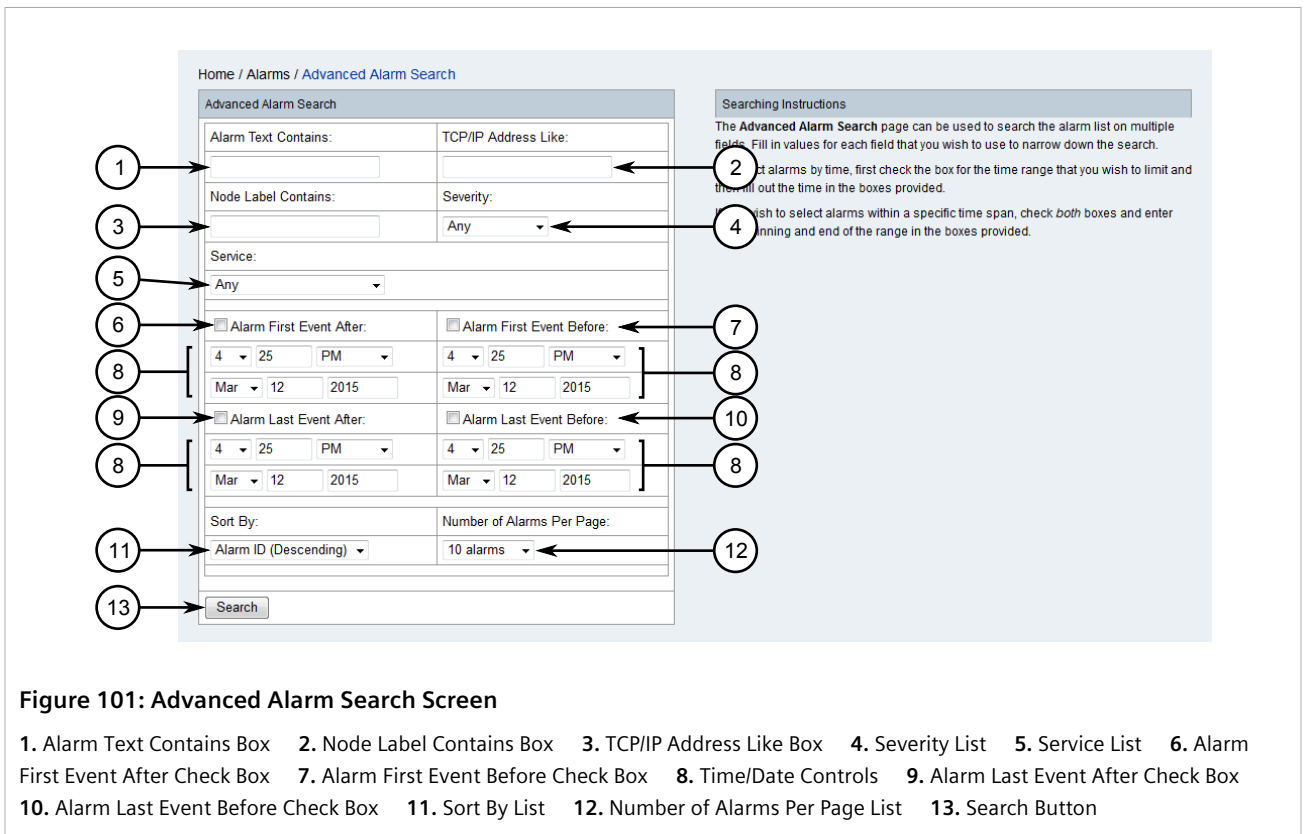 Home / Alarms / Advanced Alarm Search
Advanced Alarm Search
Alarm Text Contains:
TCP/IP Address Like:
1
2
Node Label Contains:
Severity:
3
Any
4
Service:
5
Any
6
Alarm First Event After:
Alarm First Event Before:
7
8
4 25 PM
4 25 PM
8
Mar 12 2015
Mar 12 2015
9
Alarm Last Event After:
Alarm Last Event Before:
10
8
4 25 PM
4 25 PM
8
Mar 12 2015
Mar 12 2015
Sort By:
Number of Alarms Per Page:
11
Alarm ID (Descending)
10 alarms
12
13
Search
Searching Instructions
The Advanced Alarm Search page can be used to search the alarm list on multiple
fields. Fill in values for each field that you wish to use to narrow down the search.
alarms by time, first check the box for the time range that you wish to limit and
then fill out the time in the boxes provided.
wish to select alarms within a specific time span, check both boxes and enter
and end of the range in the boxes provided.
Figure 101: Advanced Alarm Search Screen
1. Alarm Text Contains Box 2. Node Label Contains Box 3. TCP/IP Address Like Box 4. Severity List 5. Service List 6. Alarm
First Event After Check Box 7. Alarm First Event Before Check Box 8. Time/Date Controls 9. Alarm Last Event After Check Box
10. Alarm Last Event Before Check Box 11. Sort By List 12. Number of Alarms Per Page List 13. Search Button